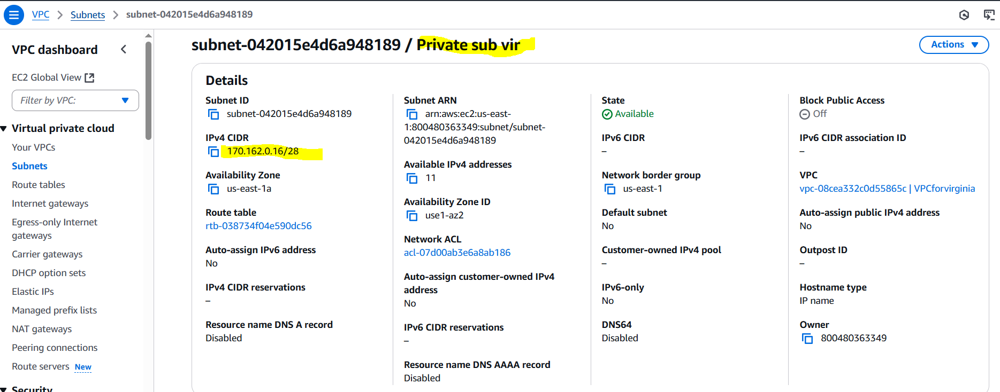 VPC > Subnets > subnet-042015e4d6a948189
VPC dashboard
EC2 Global View
Filter by VPC:
Virtual private cloud
Your VPCs
Subnets
Route tables
Internet gateways
Egress-only Internet
gateways
Carrier gateways
DHCP option sets
Elastic IPs
Managed prefix lists
NAT gateways
Peering connections
Route servers New
Security
subnet-042015e4d6a948189 / Private sub vir
Actions
Details
Subnet ID
subnet-042015e4d6a948189
IPv4 CIDR
170.162.0.16/28
Availability Zone
us-east-1a
Route table
rtb-038734f04e590dc56
Auto-assign IPv6 address
No
IPv4 CIDR reservations
–
Resource name DNS A record
Disabled
Subnet ARN
arn:aws:ec2:us-east-
1:800480363349:subnet/subnet-
042015e4d6a948189
Available IPv4 addresses
11
Availability Zone ID
use1-az2
Network ACL
acl-07d00ab3e6a8ab186
Auto-assign customer-owned IPv4
address
No
IPv6 CIDR reservations
–
Resource name DNS AAAA record
Disabled
State
Available
IPv6 CIDR
–
Network border group
us-east-1
Default subnet
No
Customer-owned IPv4 pool
–
IPv6-only
No
DNS64
Disabled
Block Public Access
Off
IPv6 CIDR association ID
–
VPC
vpc-08cea332c0d55865c | VPCforvirginia
Auto-assign public IPv4 address
No
Outpost ID
–
Hostname type
IP name
Owner
800480363349